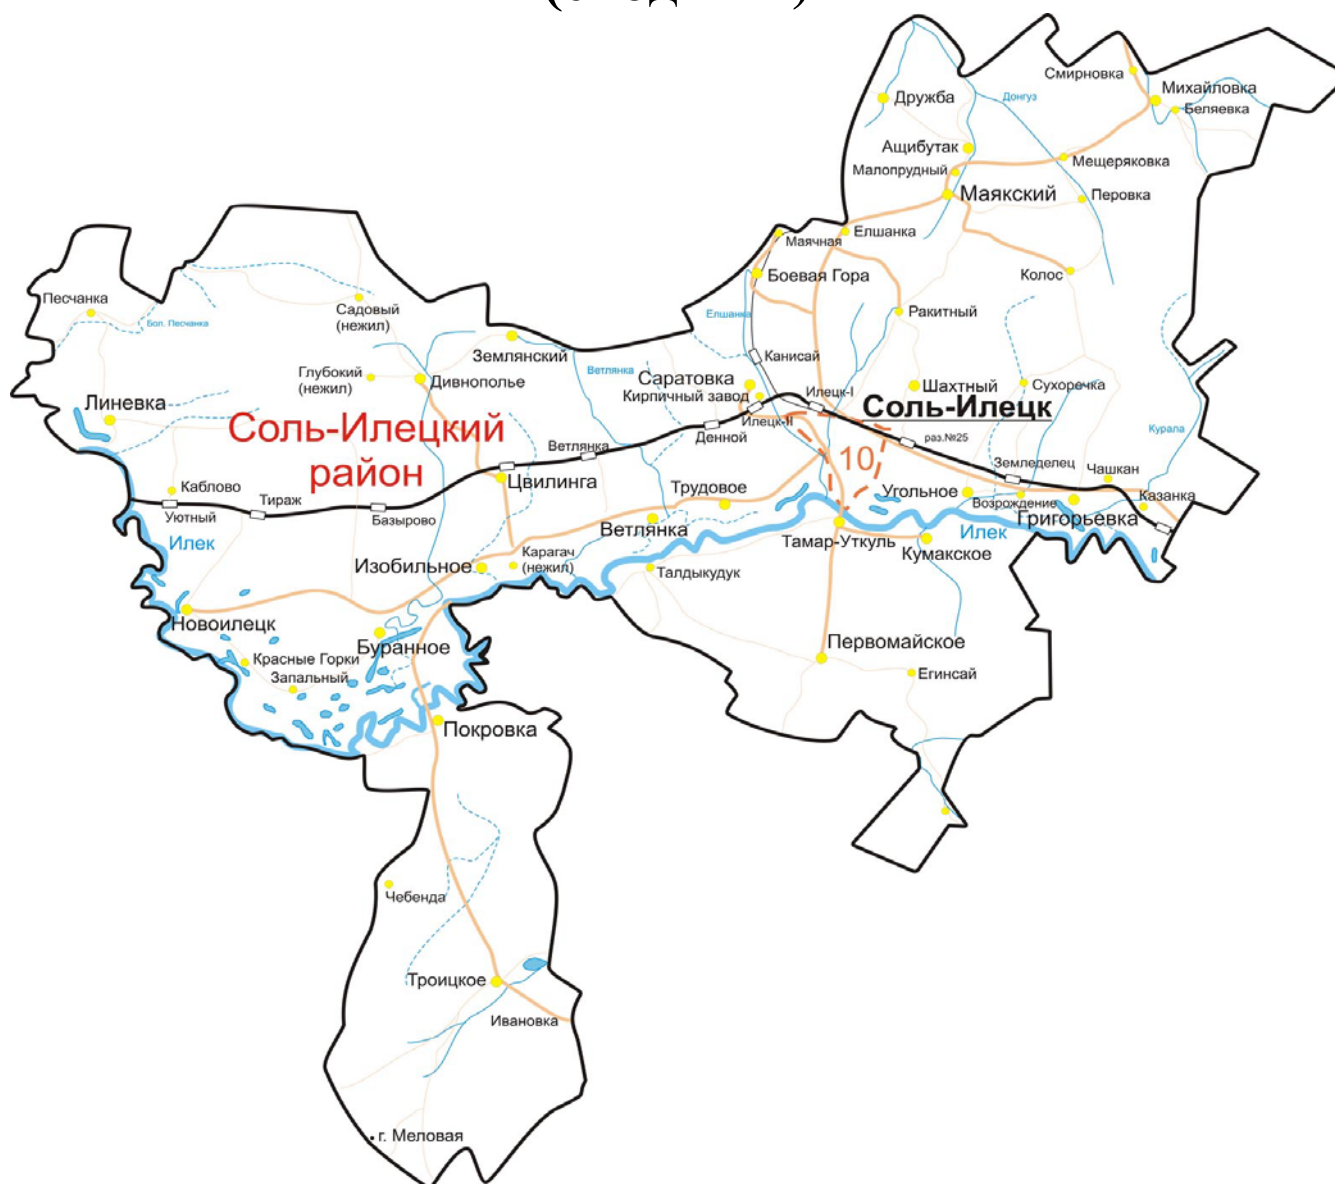 Смирновка
Михайловка
Беляевка
Дружба
Донгуз
Ащибутак
Мещеряковка
Малопрудный
Маякский
Перовка
Маячная
Елшанка
Боевая Гора
Колос
Песчанка
Бол. Песчанка
Садовый
(нежил)
Елшанка
Ракитный
Курала
Землянский
Ветлянка
Канисай
Глубокий
(нежил)
Дивнополье
Саратовка
Кирпичный завод
Илецк-I
Шахтный
Сухоречка
Линевка
Соль-Илецк
Илецк-II
Соль-Илецкий
район
Денной
раз.№25
Ветлянка
10
Земледелец
Чашкан
Каблово
Тираж
Цвилинга
Трудовое
Угольное
Возрождение
Казанка
Уютный
Базырово
Григорьевка
Ветлянка
Илек
Илек
Тамар-Уткуль
Кумакское
Изобильное
Карагач
(нежил)
Талдыкудук
Новоилецк
Буранное
Первомайское
Красные Горки
Запальный
Егинсай
Покровка
Чебенда
Троицкое
Ивановка
г. Меловая